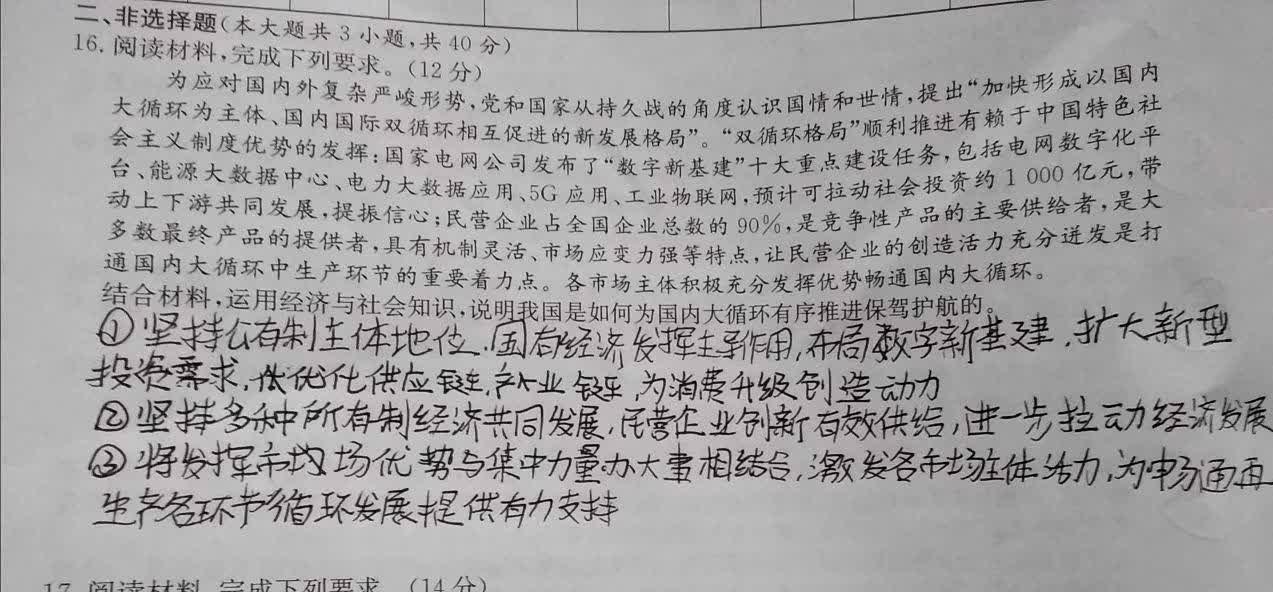 二、非选择题(本大题共3小题,共40分)
16.阅读材料,完成下列要求。(12分)
为应对国内外复杂严峻形势,党和国家从持久战的角度认识国情和世情,提出“加快形成以国内
大循环为主体、国内国际双循环相互促进的新发展格局”。“双循环格局”顺利推进有赖于中国特色社
会主义制度优势的发挥:国家电网公司发布了“数字新基建”十大重点建设任务,包括电网数字化平
台、能源大数据中心、电力大数据应用、5G应用、工业物联网,预计可拉动社会投资约1 000亿元,带
动上下游共同发展,提振信心;民营企业占全国企业总数的90%,是竞争性产品的主要供给者,是大
多数最终产品的提供者,具有机制灵活、市场应变力强等特点,让民营企业的创造活力充分迸发是打
通国内大循环中生产环节的重要着力点。各市场主体积极充分发挥优势畅通国内大循环。
结合材料,运用经济与社会知识,说明我国是如何为国内大循环有序推进保驾护航的。
①坚持公有制主体地位.国有经济发挥主导作用,布局数字新基建,扩大新型
投资需求,优化供应链,产业链,为消费升级创造动力
②坚持多种所有制经济共同发展,民营企业创新有效供给,进一步拉动经济发展
③将发挥市场优势与集中力量办大事相结合,激发各市场主体活力,为畅通再
生产各环节循环发展提供有力支持
17.阅读材料,完成下列要求。(14分)